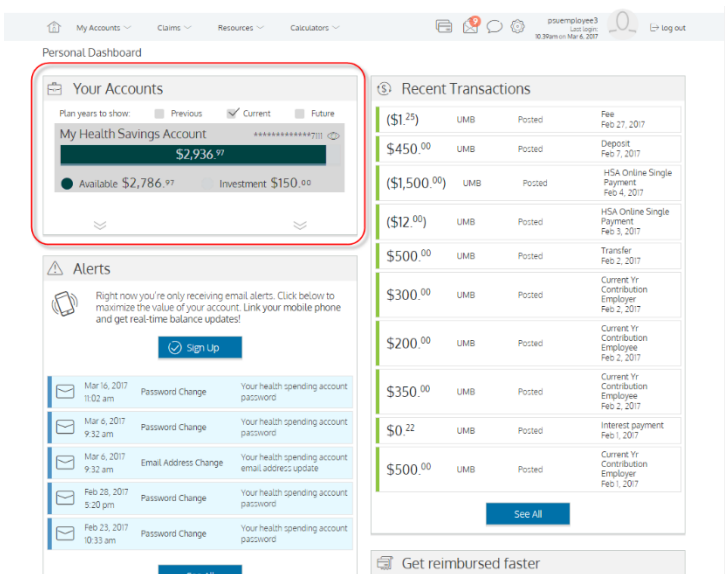 My Accounts
Claims
Resources
Calculators
9
psuemployee3
Last login:
10:39am on Mar 6, 2017
log out
Personal Dashboard
Your Accounts
Plan years to show: Previous Current Future
My Health Savings Account *************7111
$2,936.97
Available $2,786.97 Investment $150.00
Alerts
Right now you're only receiving email alerts. Click below to
maximize the value of your account. Link your mobile phone
and get real-time balance updates!
Sign Up
Mar 16, 2017
11:02 am
Password Change
Your health spending account
password
Mar 6, 2017
9:32 am
Password Change
Your health spending account
password
Mar 6, 2017
9:32 am
Email Address Change
Your health spending account
email address update
Feb 28, 2017
5:20 pm
Password Change
Your health spending account
password
Feb 23, 2017
10:33 am
Password Change
Your health spending account
password
Recent Transactions
($1.25) UMB Posted
Fee
Feb 27, 2017
$450.00 UMB Posted
Deposit
Feb 7, 2017
($1,500.00) UMB Posted
HSA Online Single
Payment
Feb 4, 2017
($12.00) UMB Posted
HSA Online Single
Payment
Feb 3, 2017
$500.00 UMB Posted
Transfer
Feb 2, 2017
$300.00 UMB Posted
Current Yr
Contribution
Employer
Feb 2, 2017
$200.00 UMB Posted
Current Yr
Contribution
Employee
Feb 2, 2017
$350.00 UMB Posted
Current Yr
Contribution
Employee
Feb 2, 2017
$0.22 UMB Posted
Interest payment
Feb 1, 2017
$500.00 UMB Posted
Current Yr
Contribution
Employer
Feb 1, 2017
See All
Get reimbursed faster